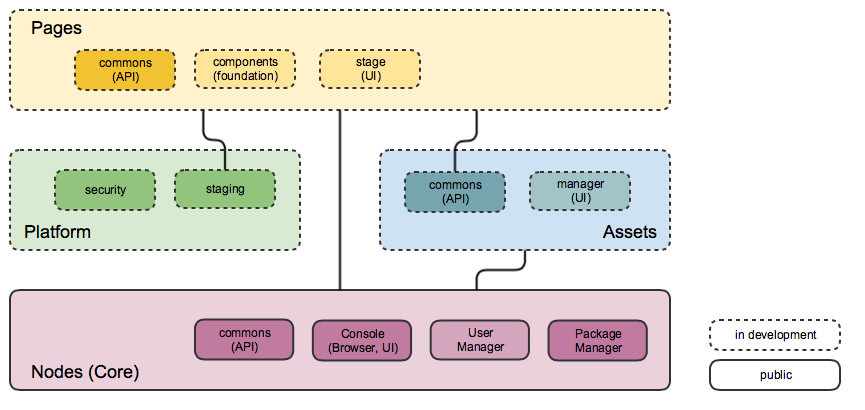 Pages
commons
(API)
components
(foundation)
stage
(UI)
security
staging
Platform
commons
(API)
manager
(UI)
Assets
commons
(API)
Console
(Browser, UI)
User
Manager
Package
Manager
Nodes (Core)
in development
public